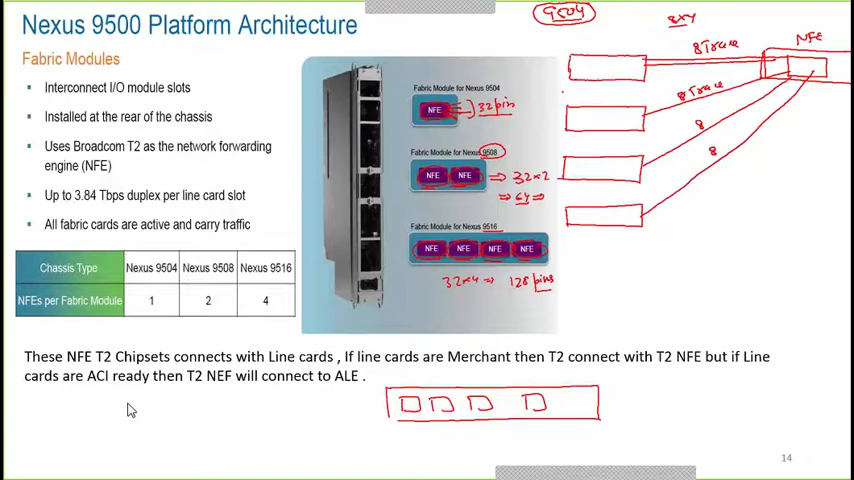 Nexus 9500 Platform Architecture
9504
8xy
Fabric Modules
Interconnect I/O module slots
Installed at the rear of the chassis
Uses Broadcom T2 as the network forwarding
engine (NFE)
Up to 3.84 Tbps duplex per line card slot
All fabric cards are active and carry traffic
Chassis Type Nexus 9504 Nexus 9508 Nexus 9516
NFEs per Fabric Module 1 2 4
Fabric Module for Nexus 9504
NFE
32 pin
Fabric Module for Nexus 9508
NFE NFE
⇒ 32×2
⇒ 64 ⇒
Fabric Module for Nexus 9516
NFE NFE NFE NFE
32×4 ⇒ 128 pins
NFE
8 Trace
8 Trace
8
8
These NFE T2 Chipsets connects with Line cards , If line cards are Merchant then T2 connect with T2 NFE but if Line
cards are ACI ready then T2 NEF will connect to ALE .
14